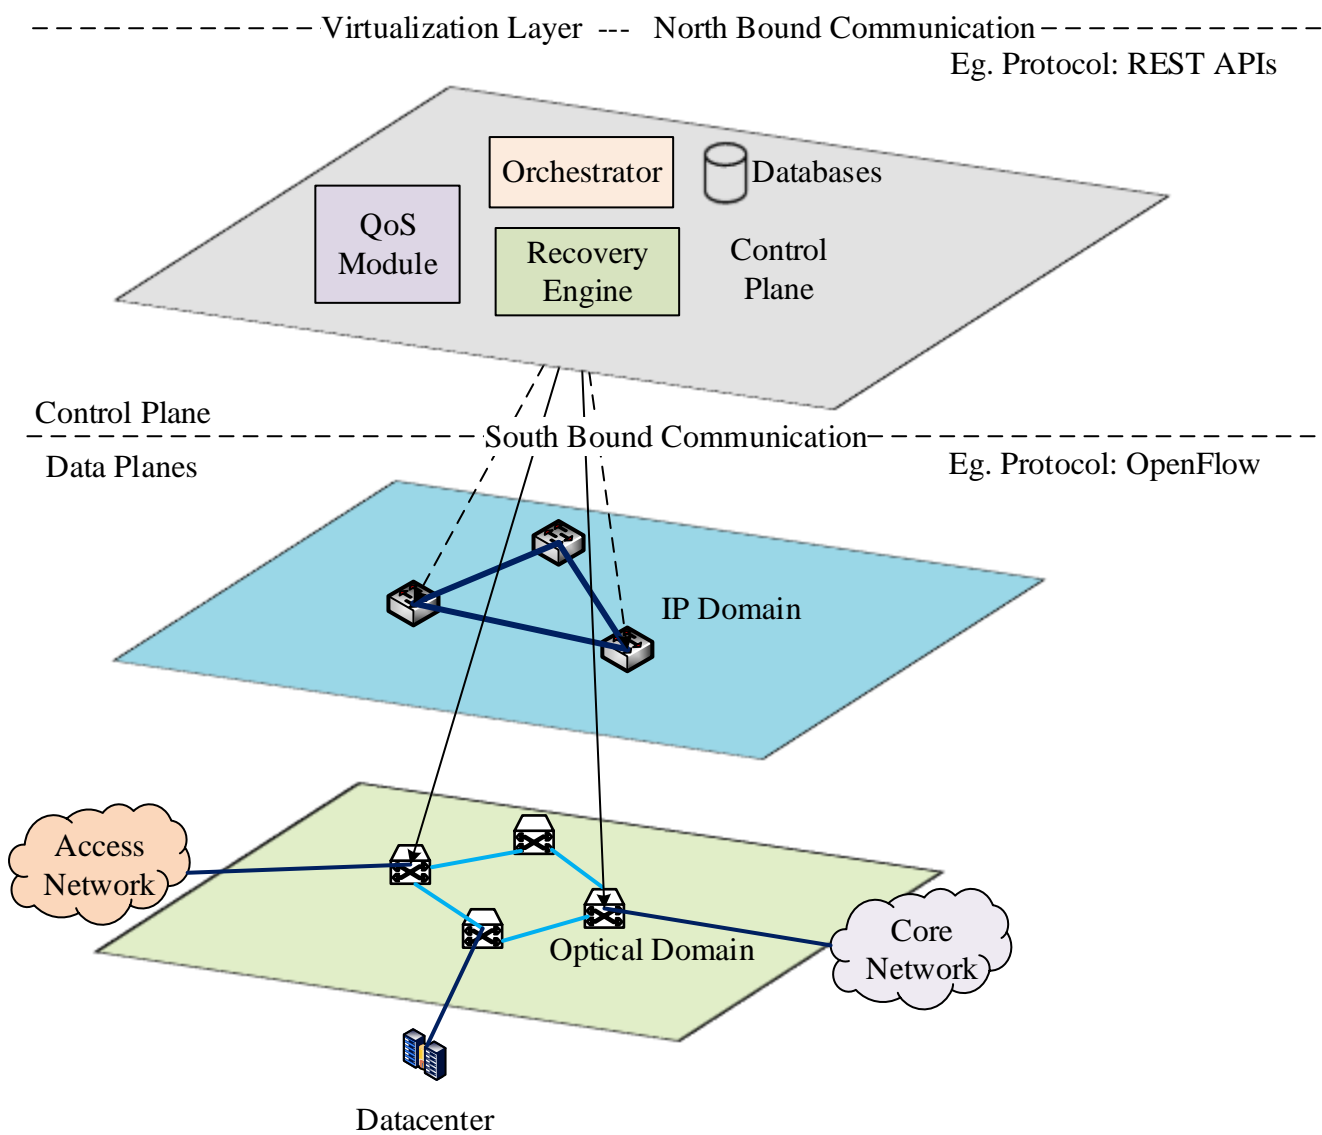 Virtualization Layer --- North Bound Communication
Eg. Protocol: REST APIs
Orchestrator
Databases
QoS
Module
Recovery
Engine
Control
Plane
Control Plane
South Bound Communication
Data Planes
Eg. Protocol: OpenFlow
IP Domain
Access
Network
Core
Network
Optical Domain
Datacenter